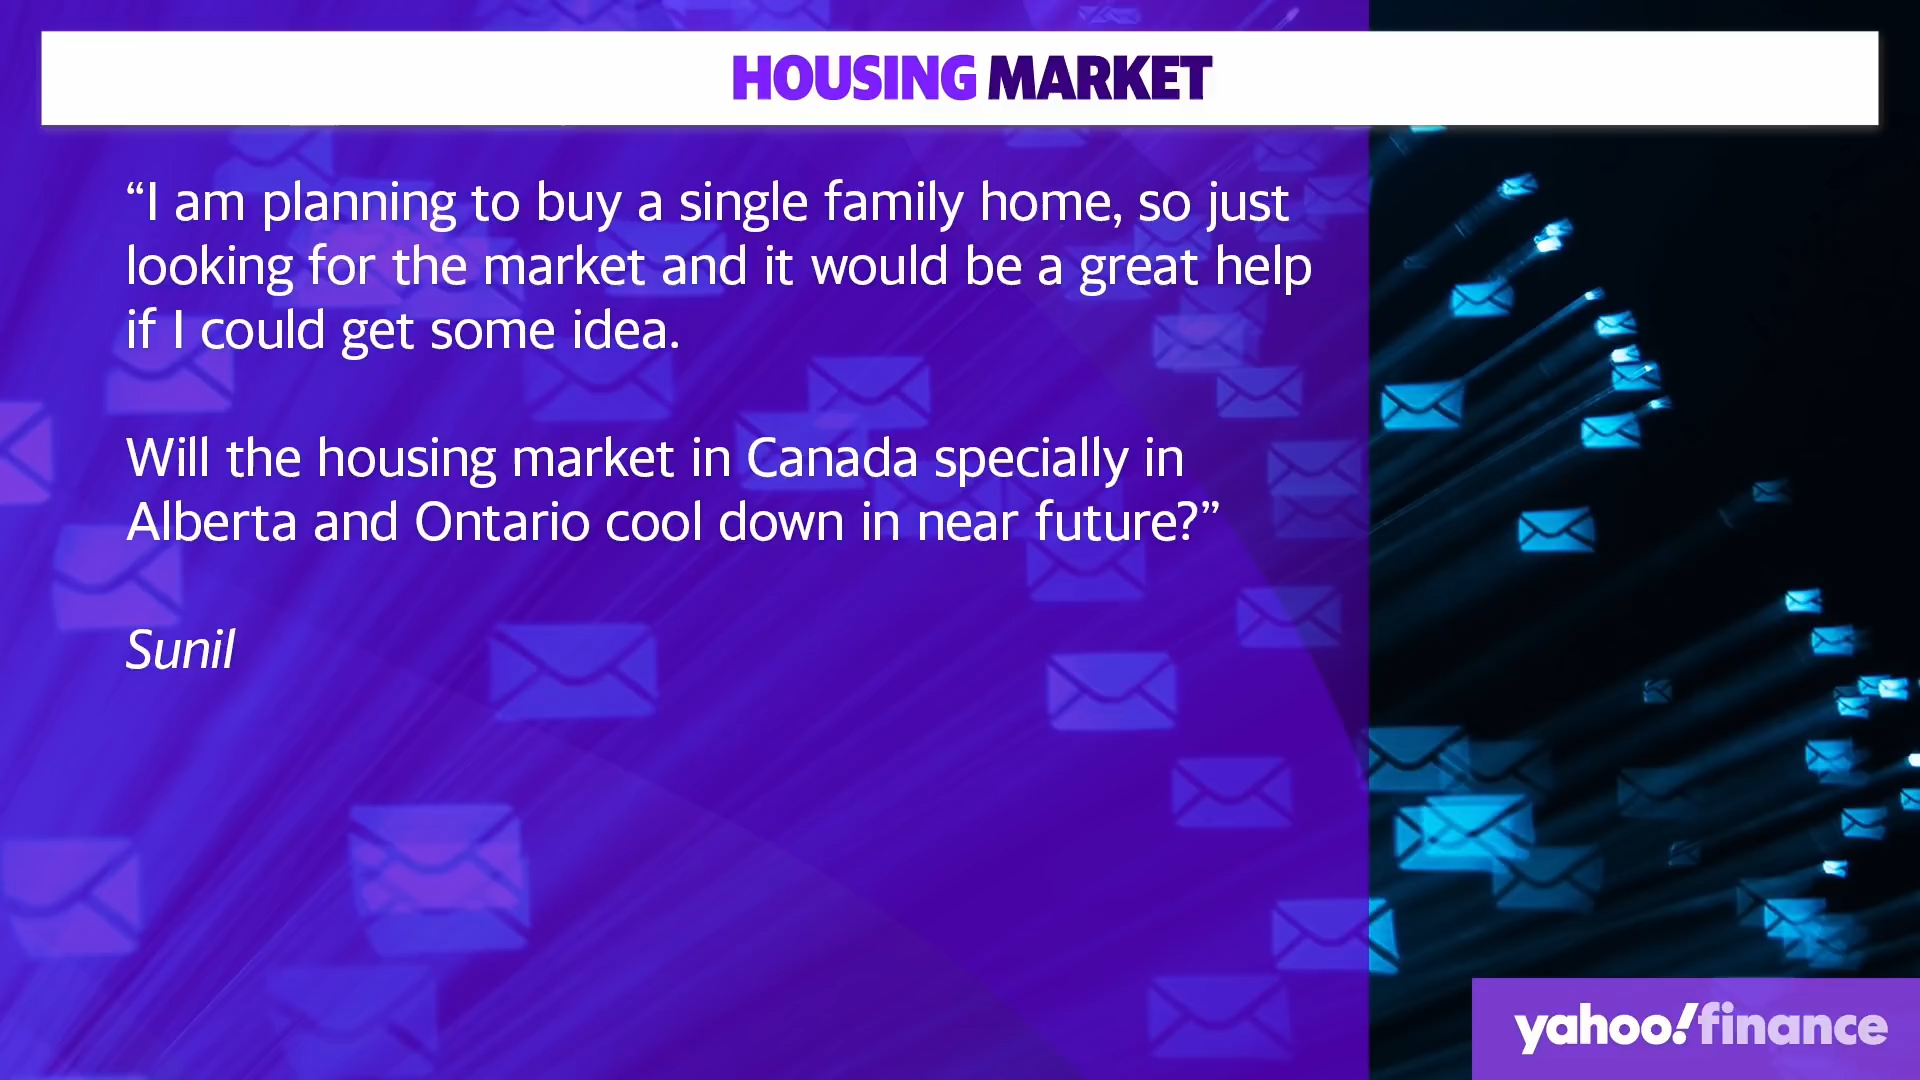 HOUSING MARKET
“I am planning to buy a single family home, so just
looking for the market and it would be a great help
if I could get some idea.
Will the housing market in Canada specially in
Alberta and Ontario cool down in near future?”
Sunil
yahoo!finance